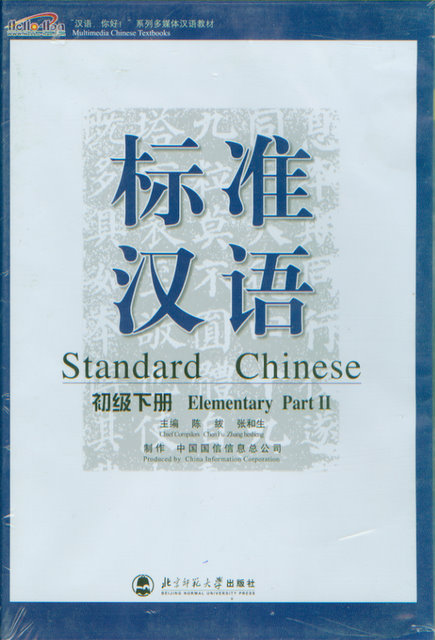 Hello-Han "汉语,你好!" 系列多媒体汉语教材
Multimedia Chinese Textbooks
标准
汉语
Standard Chinese
初级下册 Elementary Part II
主编 陈 绂 张和生
Chief Compilers Chen Fu Zhang hesheng
制作 中国国信信息总公司
Produced by China Information Corporation
北京师范大学出版社
BEIJING NORMAL UNIVERSITY PRESS